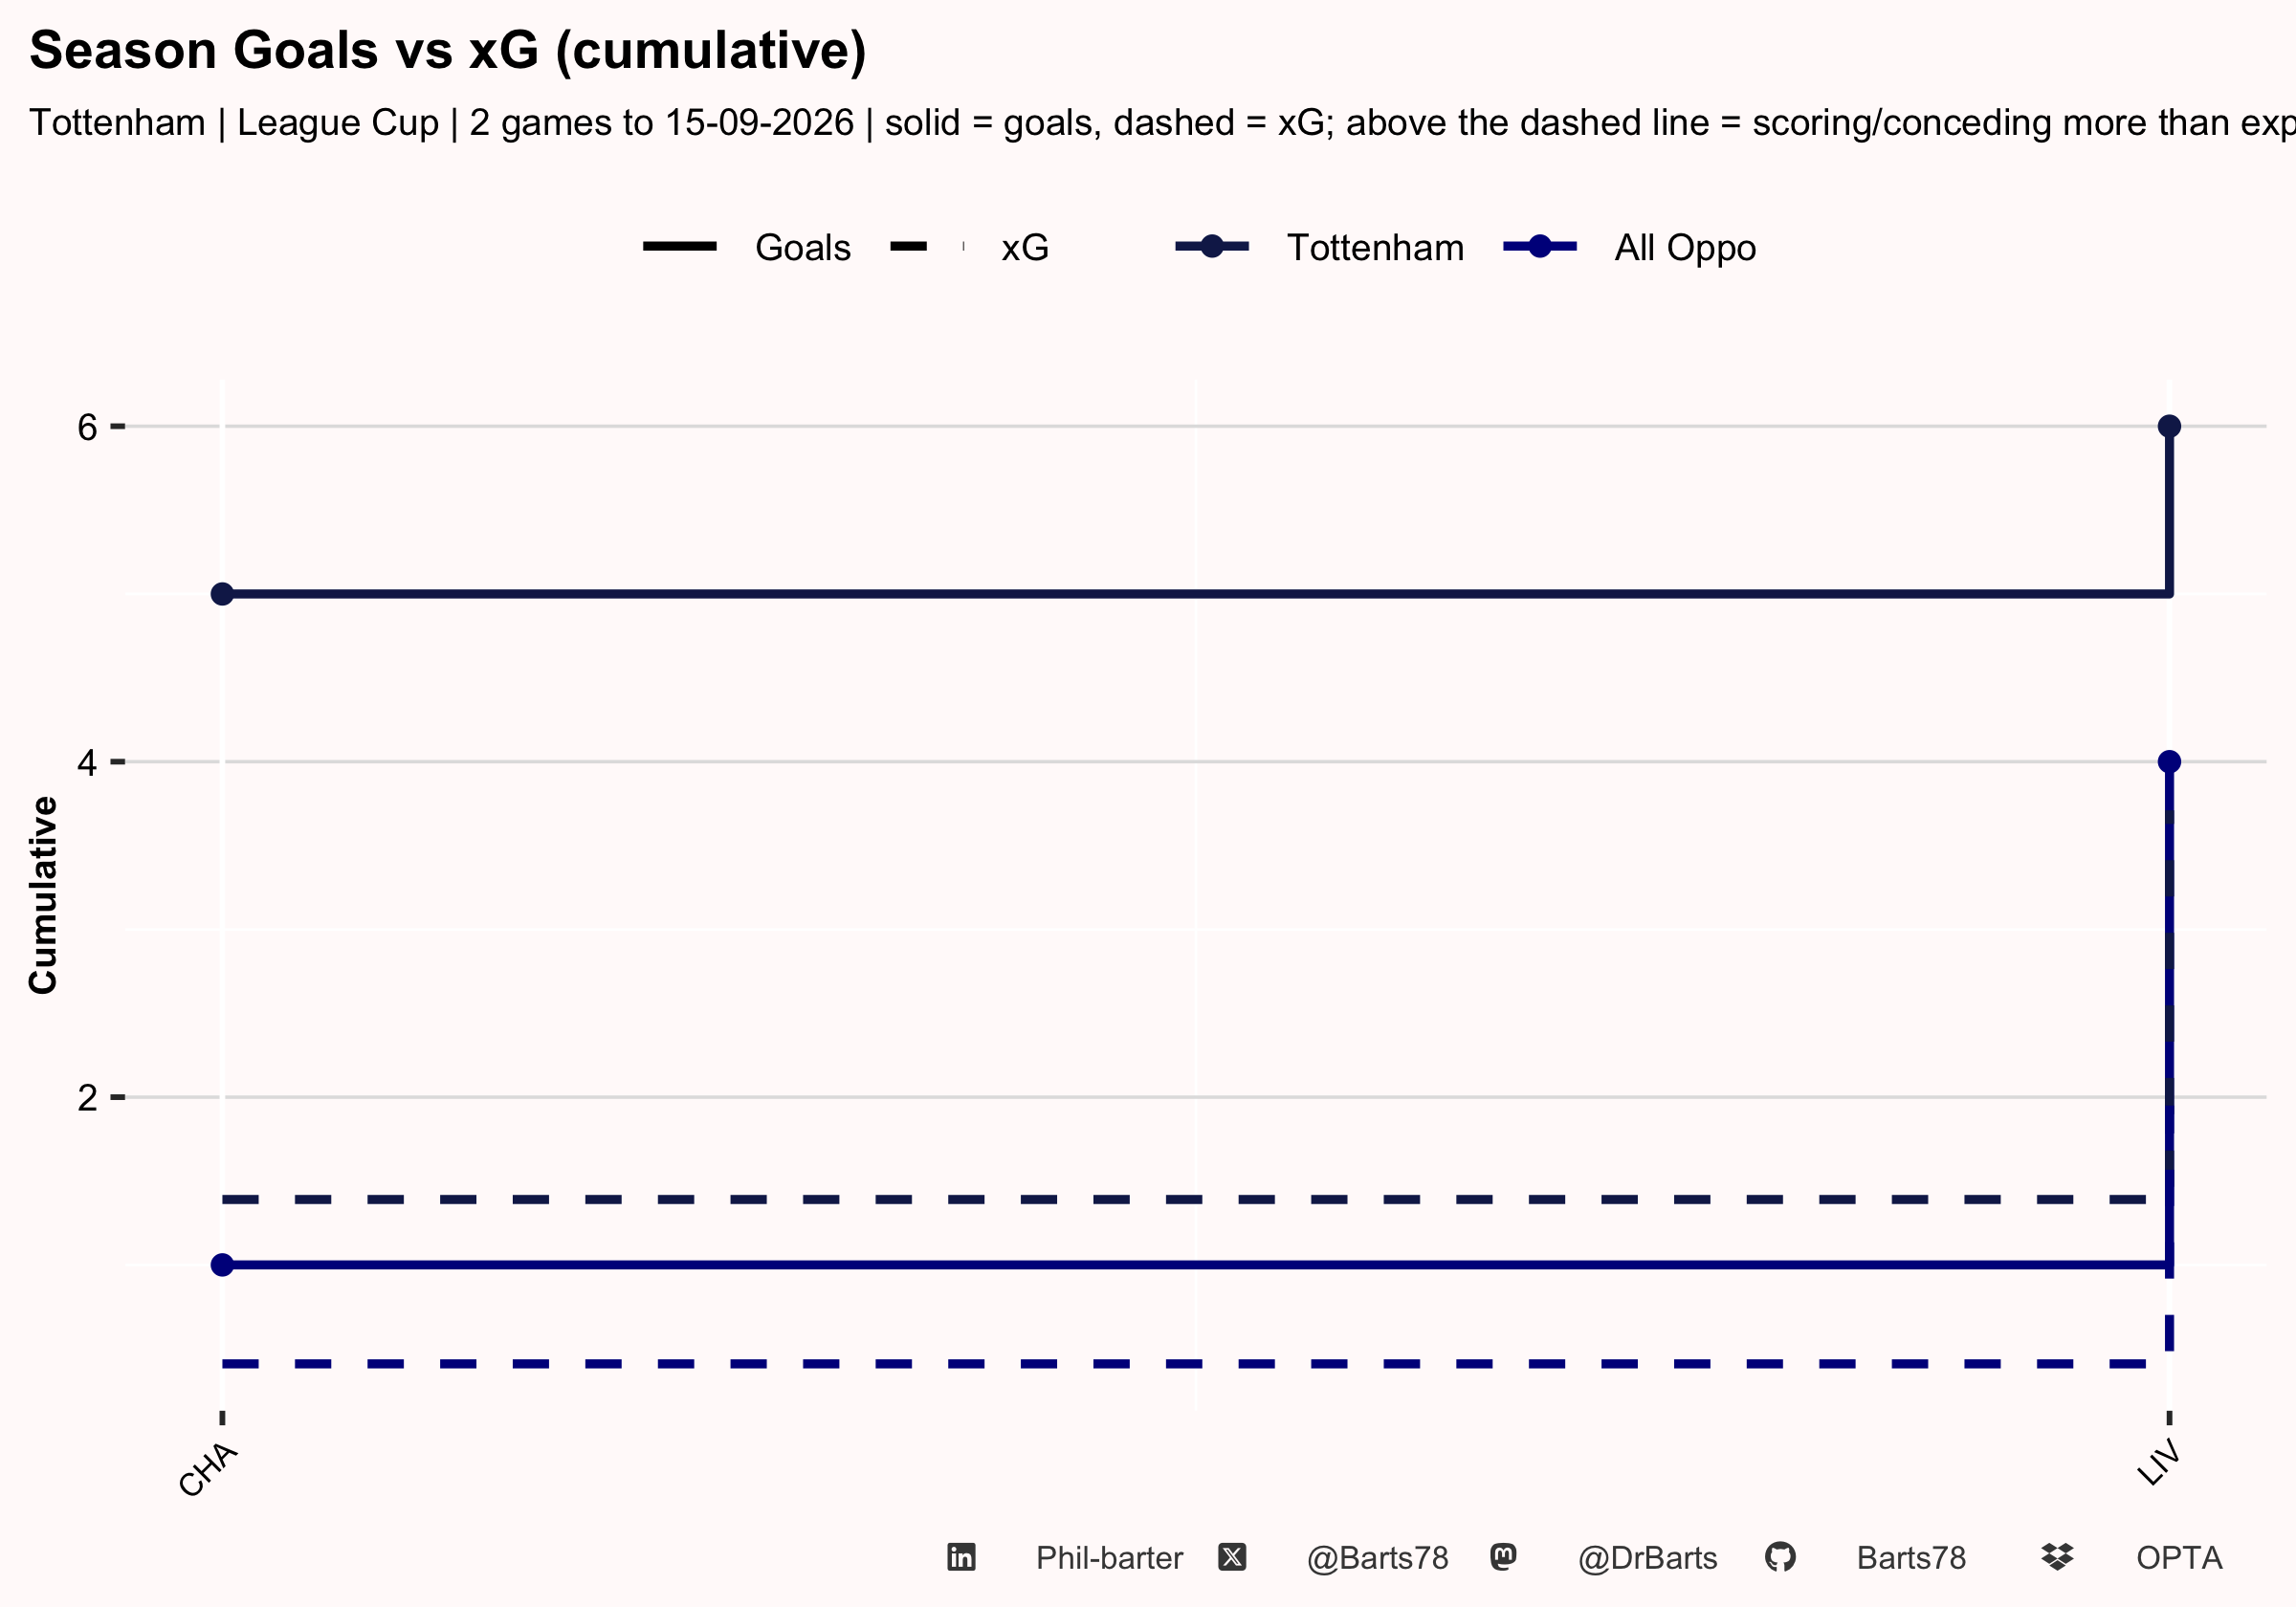 Season Goals vs xG (cumulative)
Tottenham | League Cup | 2 games to 15-09-2026 | solid = goals, dashed = xG; above the dashed line = scoring/conceding more than exp
Goals xG Tottenham All Oppo
6
4
2
Cumulative
CHA LIV
Phil-barter @Barts78 @DrBarts Barts78 OPTA